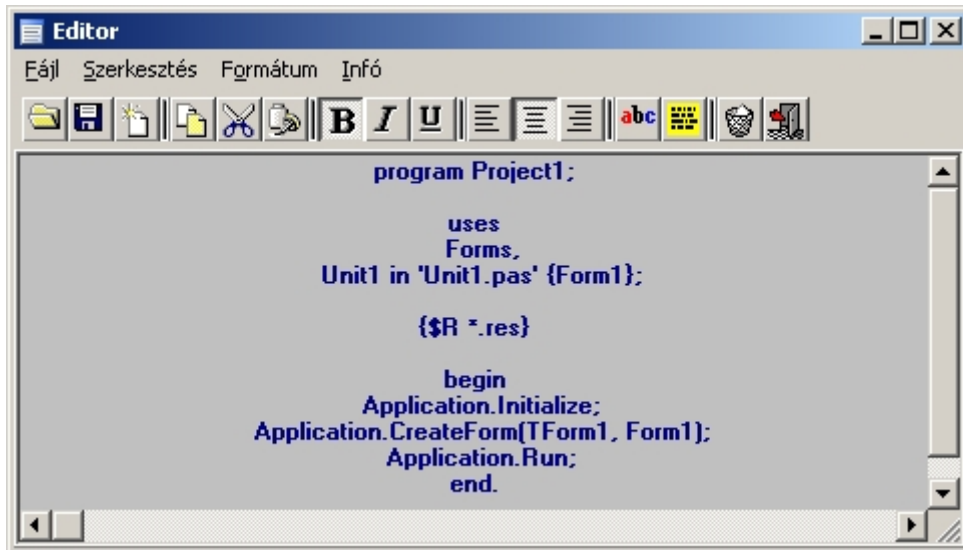 Editor
Fájl Szerkesztés Formátum Infó
B I U abc
program Project1;
uses
Forms,
Unit1 in 'Unit1.pas' {Form1};
{$R *.res}
begin
Application.Initialize;
Application.CreateForm(TForm1, Form1);
Application.Run;
end.